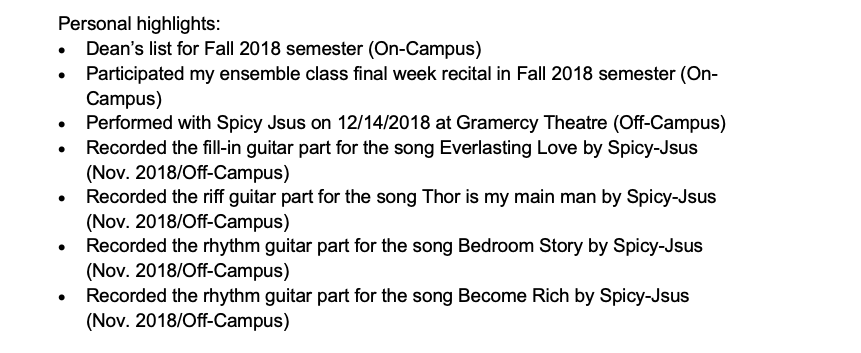 Personal highlights:
• Dean’s list for Fall 2018 semester (On-Campus)
• Participated my ensemble class final week recital in Fall 2018 semester (On-
Campus)
• Performed with Spicy Jsus on 12/14/2018 at Gramercy Theatre (Off-Campus)
• Recorded the fill-in guitar part for the song Everlasting Love by Spicy-Jsus
(Nov. 2018/Off-Campus)
• Recorded the riff guitar part for the song Thor is my main man by Spicy-Jsus
(Nov. 2018/Off-Campus)
• Recorded the rhythm guitar part for the song Bedroom Story by Spicy-Jsus
(Nov. 2018/Off-Campus)
• Recorded the rhythm guitar part for the song Become Rich by Spicy-Jsus
(Nov. 2018/Off-Campus)